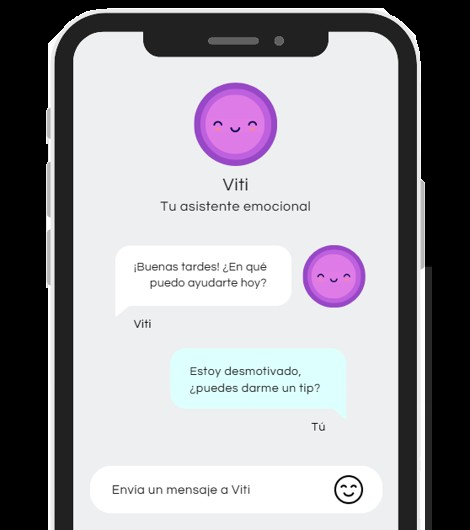 Viti
Tu asistente emocional
¡Buenas tardes! ¿En qué
puedo ayudarte hoy?
Viti
Estoy desmotivado,
¿puedes darme un tip?
Tú
Envía un mensaje a Viti